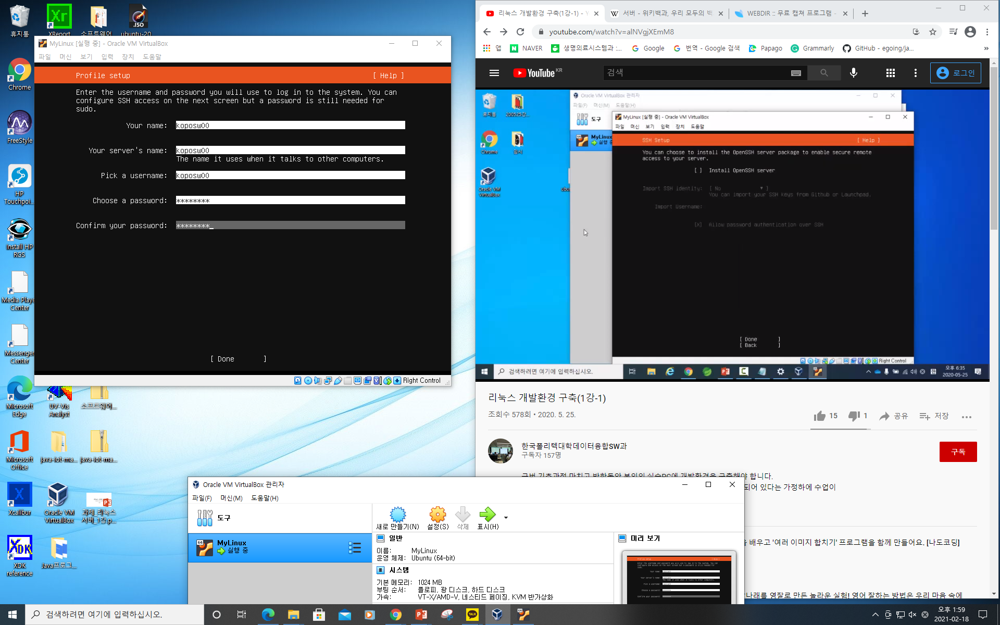 휴지통
XReport
소프트웨어
ubuntu-20
.ISO
Chrome
FreeStyle
HP
Touchpoi...
Install HP
RGS
Media Playe
Center
Messenger
Center
Microsoft
Edge
UV-Vis
Analyst
소프트웨어...
Microsoft
Office
java-iot-ma...
java-iot-ma...
Xcalibur
Oracle VM
VirtualBox
과제_리눅스
서버_1강.p...
XDK
reference
Java프로그...
MyLinux [실행 중] - Oracle VM VirtualBox
파일 머신 보기 입력 장치 도움말
Profile setup [ Help ]
Enter the username and password you will use to log in to the system. You can
configure SSH access on the next screen but a password is still needed for
sudo.
Your name: koposw00
Your server's name: koposw00
The name it uses when it talks to other computers.
Pick a username: koposw00
Choose a password: ********
Confirm your password: ********_
[ Done ]
Right Control
리눅스 개발환경 구축(1강-1) - Y
서버 - 위키백과, 우리 모두의 백
WEBDIR :: 무료 캡쳐 프로그램 -
youtube.com/watch?v=alNVgjXEmM8
앱 NAVER 생명의료시스템과 :... Google 번역 - Google 검색 Papago Grammarly GitHub - egoing/ja... »
YouTube KR
검색
로그인
휴지통
200525강...
Chrome
임시
Oracle VM
VirtualBox
ubu
Oracle VM VirtualBox 관리자
파일(F) 머신(M) 도움말(H)
도구
MyLinux
실행 중
MyLinux [실행 중] - Oracle VM VirtualBox
파일 머신 보기 입력 장치 도움말
SSH Setup [ Help ]
You can choose to install the OpenSSH server package to enable secure remote
access to your server.
[ ] Install OpenSSH server
Import SSH identity: [ No ▾ ]
You can import your SSH keys from Github or Launchpad.
Import Username:
[X] Allow password authentication over SSH
[ Done ]
[ Back ]
Right Control
검색하려면 여기에 입력하십시오.
오후 6:35
2020-05-25
리눅스 개발환경 구축(1강-1)
조회수 578회 • 2020. 5. 25.
15 1 공유 저장 ...
한국폴리텍대학데이터융합SW과
구독자 157명
구독
금번 기초과정 마치고 방학동안 본인의 실습PC에 개발환경을 구축해야 합니다.
되어 있다는 가정하에 수업이
배우고 '여러 이미지 합치기' 프로그램을 함께 만들어요. [나도코딩]
날나래를 영잘로 만든 놀라운 실험! 영어 잘하는 방법은 우리 마음 속에
Oracle VM VirtualBox 관리자
파일(F) 머신(M) 도움말(H)
도구
새로 만들기(N) 설정(S) 삭제 표시(H)
MyLinux
실행 중
일반
이름: MyLinux
운영 체제: Ubuntu (64-bit)
시스템
기본 메모리: 1024 MB
부팅 순서: 플로피, 광 디스크, 하드 디스크
가속: VT-X/AMD-V, 네스티드 페이징, KVM 반가상화
미리 보기
검색하려면 여기에 입력하십시오.
오후 1:59
2021-02-18